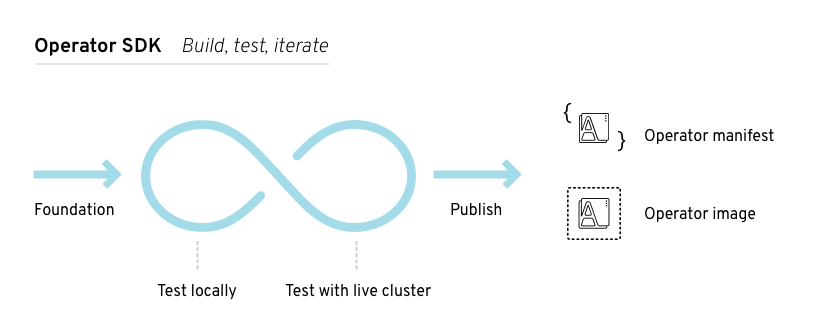 Operator SDK Build, test, iterate
{
}
Operator manifest
Foundation
Publish
Operator image
Test locally
Test with live cluster